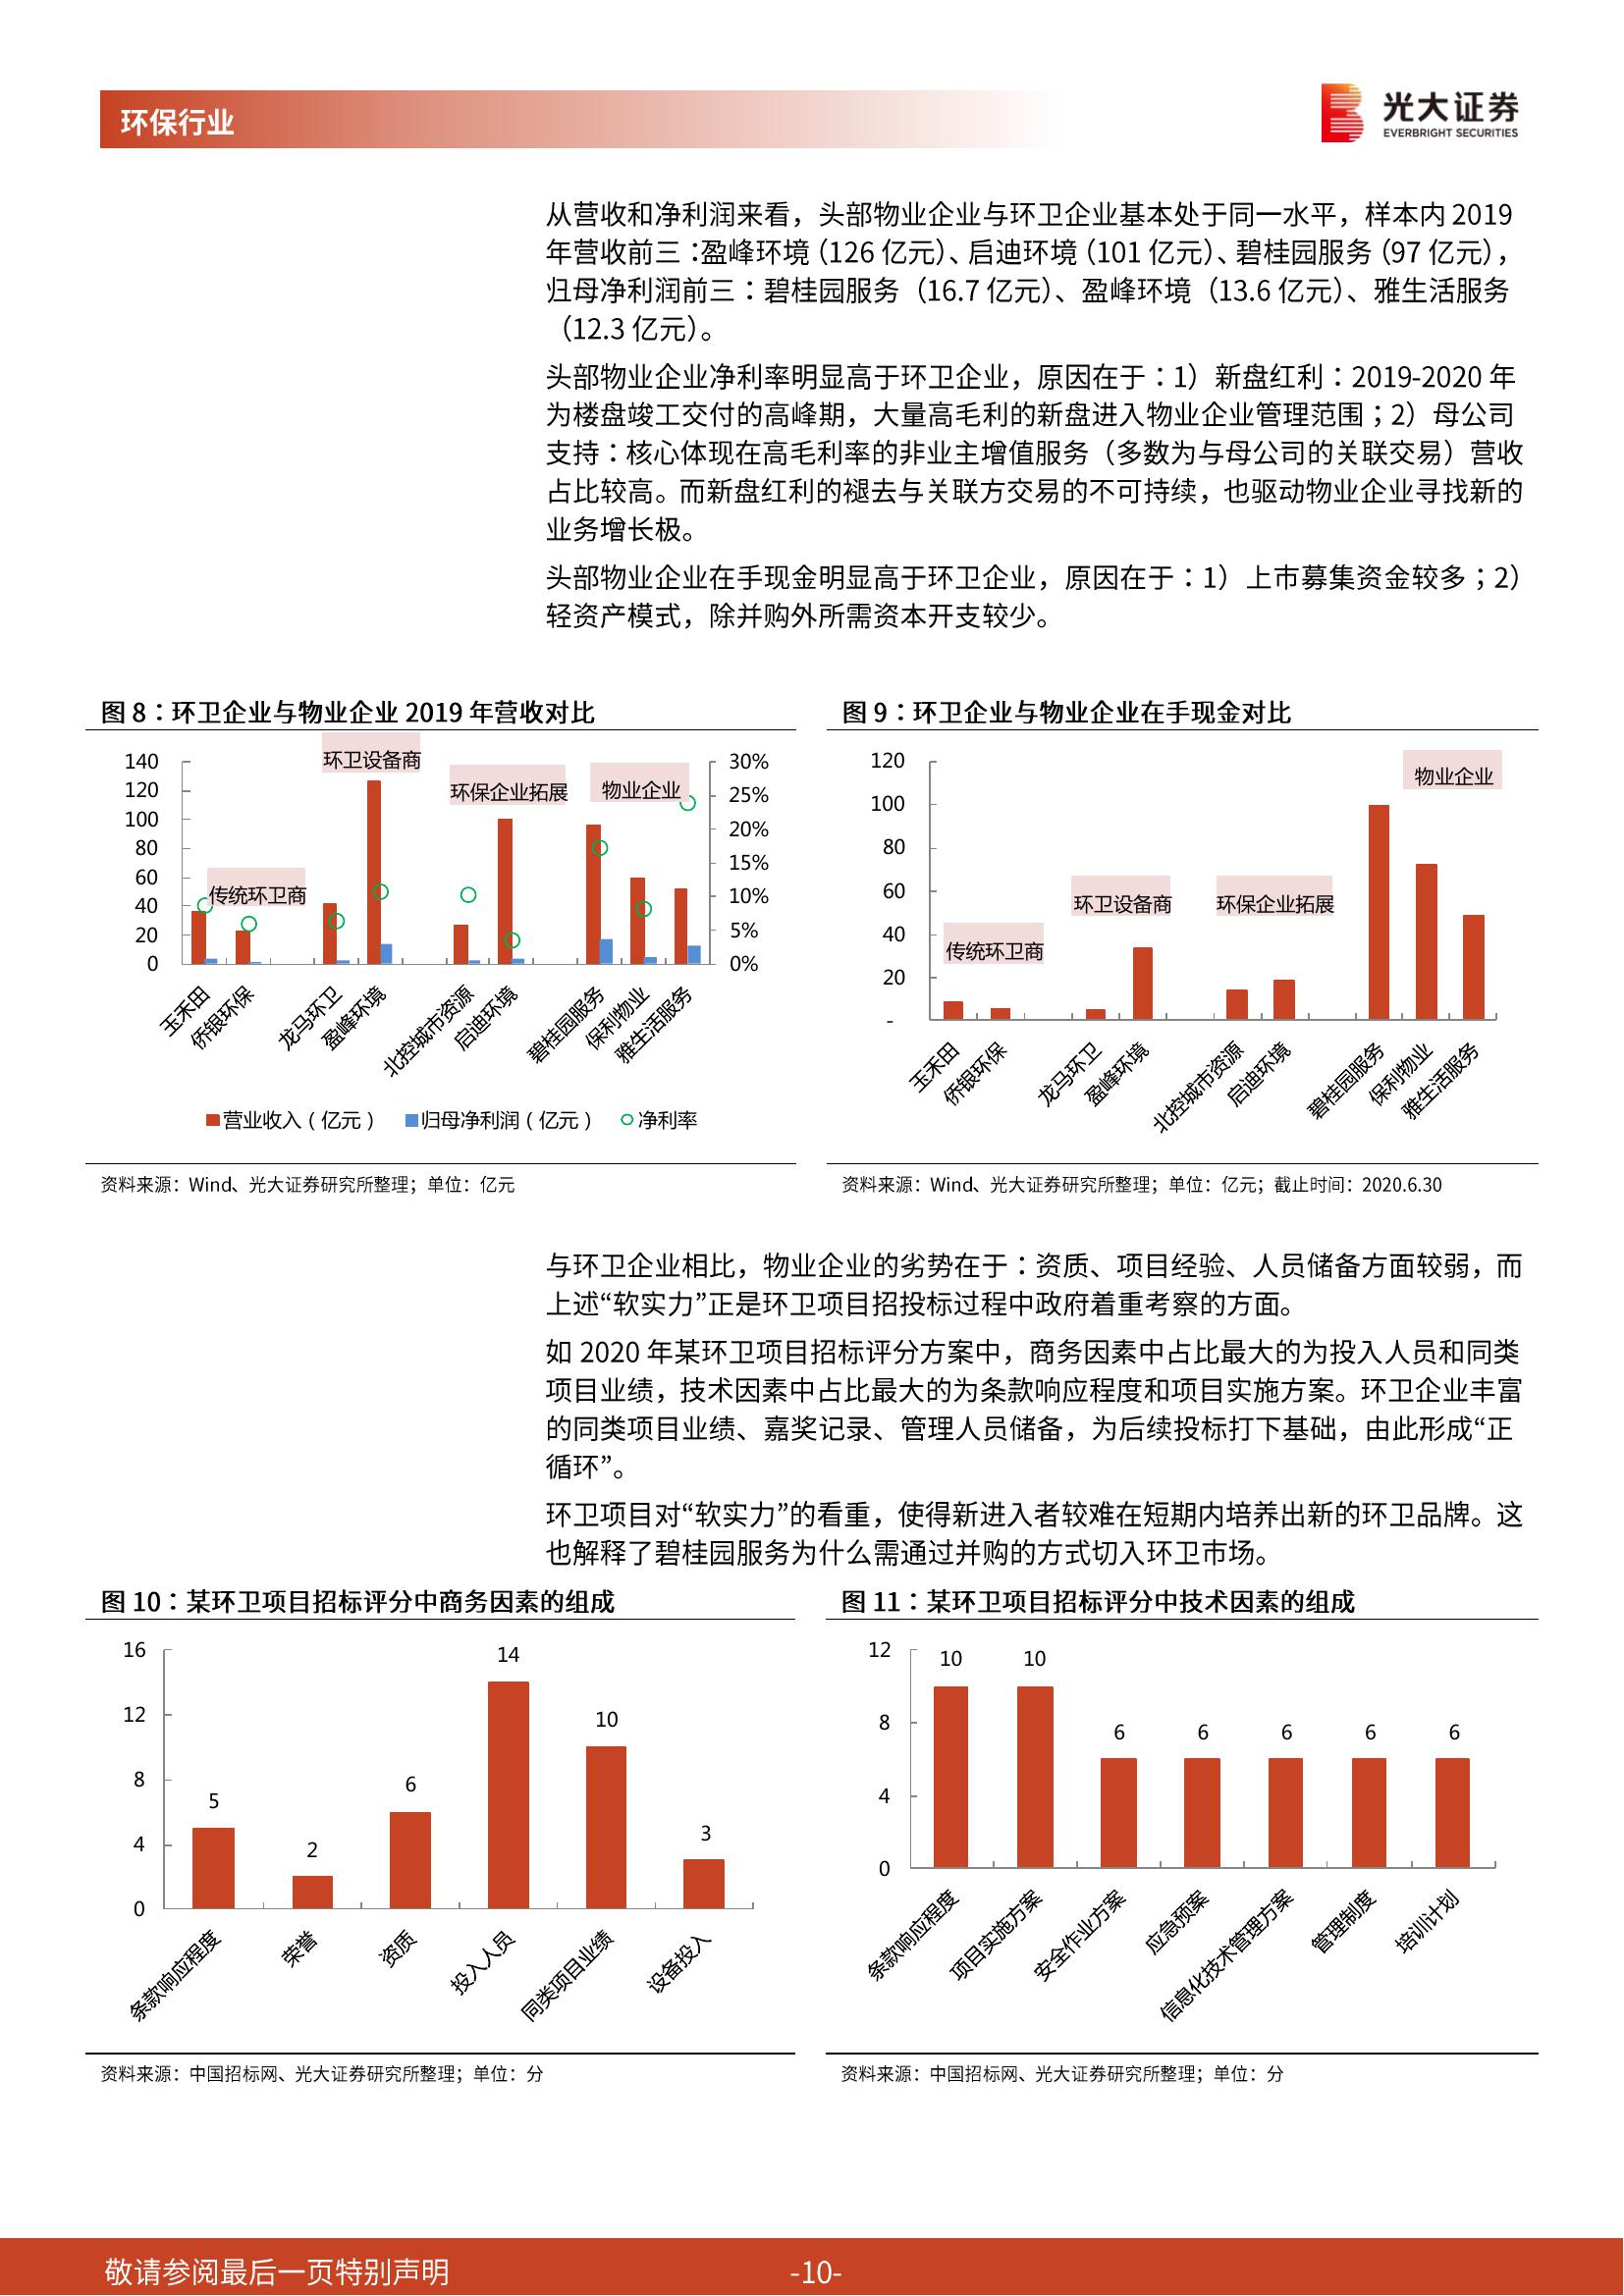 环保行业
光大证券
EVERBRIGHT SECURITIES
从营收和净利润来看，头部物业企业与环卫企业基本处于同一水平，样本内 2019
年营收前三：盈峰环境（126 亿元）、启迪环境（101 亿元）、碧桂园服务（97 亿元），
归母净利润前三：碧桂园服务（16.7 亿元）、盈峰环境（13.6 亿元）、雅生活服务
（12.3 亿元）。
头部物业企业净利率明显高于环卫企业，原因在于：1）新盘红利：2019-2020 年
为楼盘竣工交付的高峰期，大量高毛利的新盘进入物业企业管理范围；2）母公司
支持：核心体现在高毛利率的非业主增值服务（多数为与母公司的关联交易）营收
占比较高。而新盘红利的褪去与关联方交易的不可持续，也驱动物业企业寻找新的
业务增长极。
头部物业企业在手现金明显高于环卫企业，原因在于：1）上市募集资金较多；2）
轻资产模式，除并购外所需资本开支较少。
图 8：环卫企业与物业企业 2019 年营收对比
140
120
100
80
60
40
20
0
30%
25%
20%
15%
10%
5%
0%
传统环卫商
环卫设备商
环保企业拓展
物业企业
玉禾田
侨银环保
龙马环卫
盈峰环境
北控城市资源
启迪环境
碧桂园服务
保利物业
雅生活服务
营业收入（亿元） 归母净利润（亿元） 净利率
资料来源：Wind、光大证券研究所整理；单位：亿元
图 9：环卫企业与物业企业在手现金对比
120
100
80
60
40
20
-
传统环卫商
环卫设备商
环保企业拓展
物业企业
玉禾田
侨银环保
龙马环卫
盈峰环境
北控城市资源
启迪环境
碧桂园服务
保利物业
雅生活服务
资料来源：Wind、光大证券研究所整理；单位：亿元；截止时间：2020.6.30
与环卫企业相比，物业企业的劣势在于：资质、项目经验、人员储备方面较弱，而
上述“软实力”正是环卫项目招投标过程中政府着重考察的方面。
如 2020 年某环卫项目招标评分方案中，商务因素中占比最大的为投入人员和同类
项目业绩，技术因素中占比最大的为条款响应程度和项目实施方案。环卫企业丰富
的同类项目业绩、嘉奖记录、管理人员储备，为后续投标打下基础，由此形成“正
循环”。
环卫项目对“软实力”的看重，使得新进入者较难在短期内培养出新的环卫品牌。这
也解释了碧桂园服务为什么需通过并购的方式切入环卫市场。
图 10：某环卫项目招标评分中商务因素的组成
16
12
8
4
0
5
2
6
14
10
3
条款响应程度
荣誉
资质
投入人员
同类项目业绩
设备投入
资料来源：中国招标网、光大证券研究所整理；单位：分
图 11：某环卫项目招标评分中技术因素的组成
12
8
4
0
10
10
6
6
6
6
6
条款响应程度
项目实施方案
安全作业方案
应急预案
信息化技术管理方案
管理制度
培训计划
资料来源：中国招标网、光大证券研究所整理；单位：分
敬请参阅最后一页特别声明
-10-